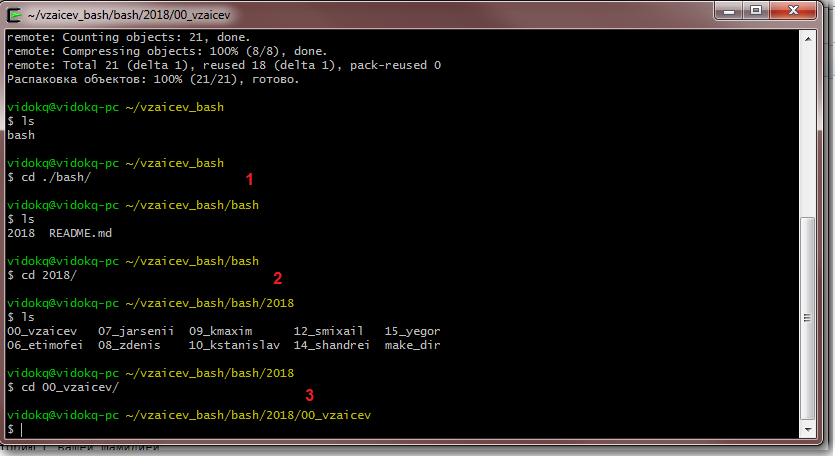 ~/vzaicev_bash/bash/2018/00_vzaicev
remote: Counting objects: 21, done.
remote: Compressing objects: 100% (8/8), done.
remote: Total 21 (delta 1), reused 18 (delta 1), pack-reused 0
Распаковка объектов: 100% (21/21), готово.
vidokq@vidokq-pc ~/vzaicev_bash
$ ls
bash
vidokq@vidokq-pc ~/vzaicev_bash
$ cd ./bash/ 1
vidokq@vidokq-pc ~/vzaicev_bash/bash
$ ls
2018 README.md
vidokq@vidokq-pc ~/vzaicev_bash/bash
$ cd 2018/ 2
vidokq@vidokq-pc ~/vzaicev_bash/bash/2018
$ ls
00_vzaicev 07_jarsenii 09_kmaxim 12_smixail 15_yegor
06_etimofei 08_zdenis 10_kstanislav 14_shandrei make_dir
vidokq@vidokq-pc ~/vzaicev_bash/bash/2018
$ cd 00_vzaicev/ 3
vidokq@vidokq-pc ~/vzaicev_bash/bash/2018/00_vzaicev
$